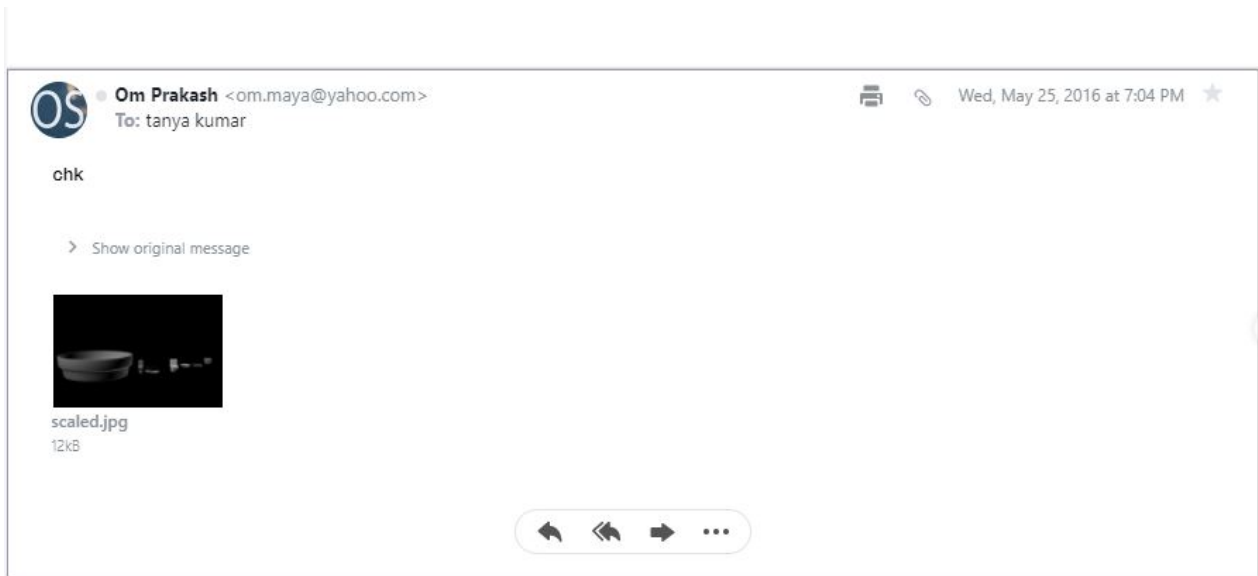 OS
Om Prakash <om.maya@yahoo.com>
Wed, May 25, 2016 at 7:04 PM
To: tanya kumar
chk
Show original message
scaled.jpg
12kB